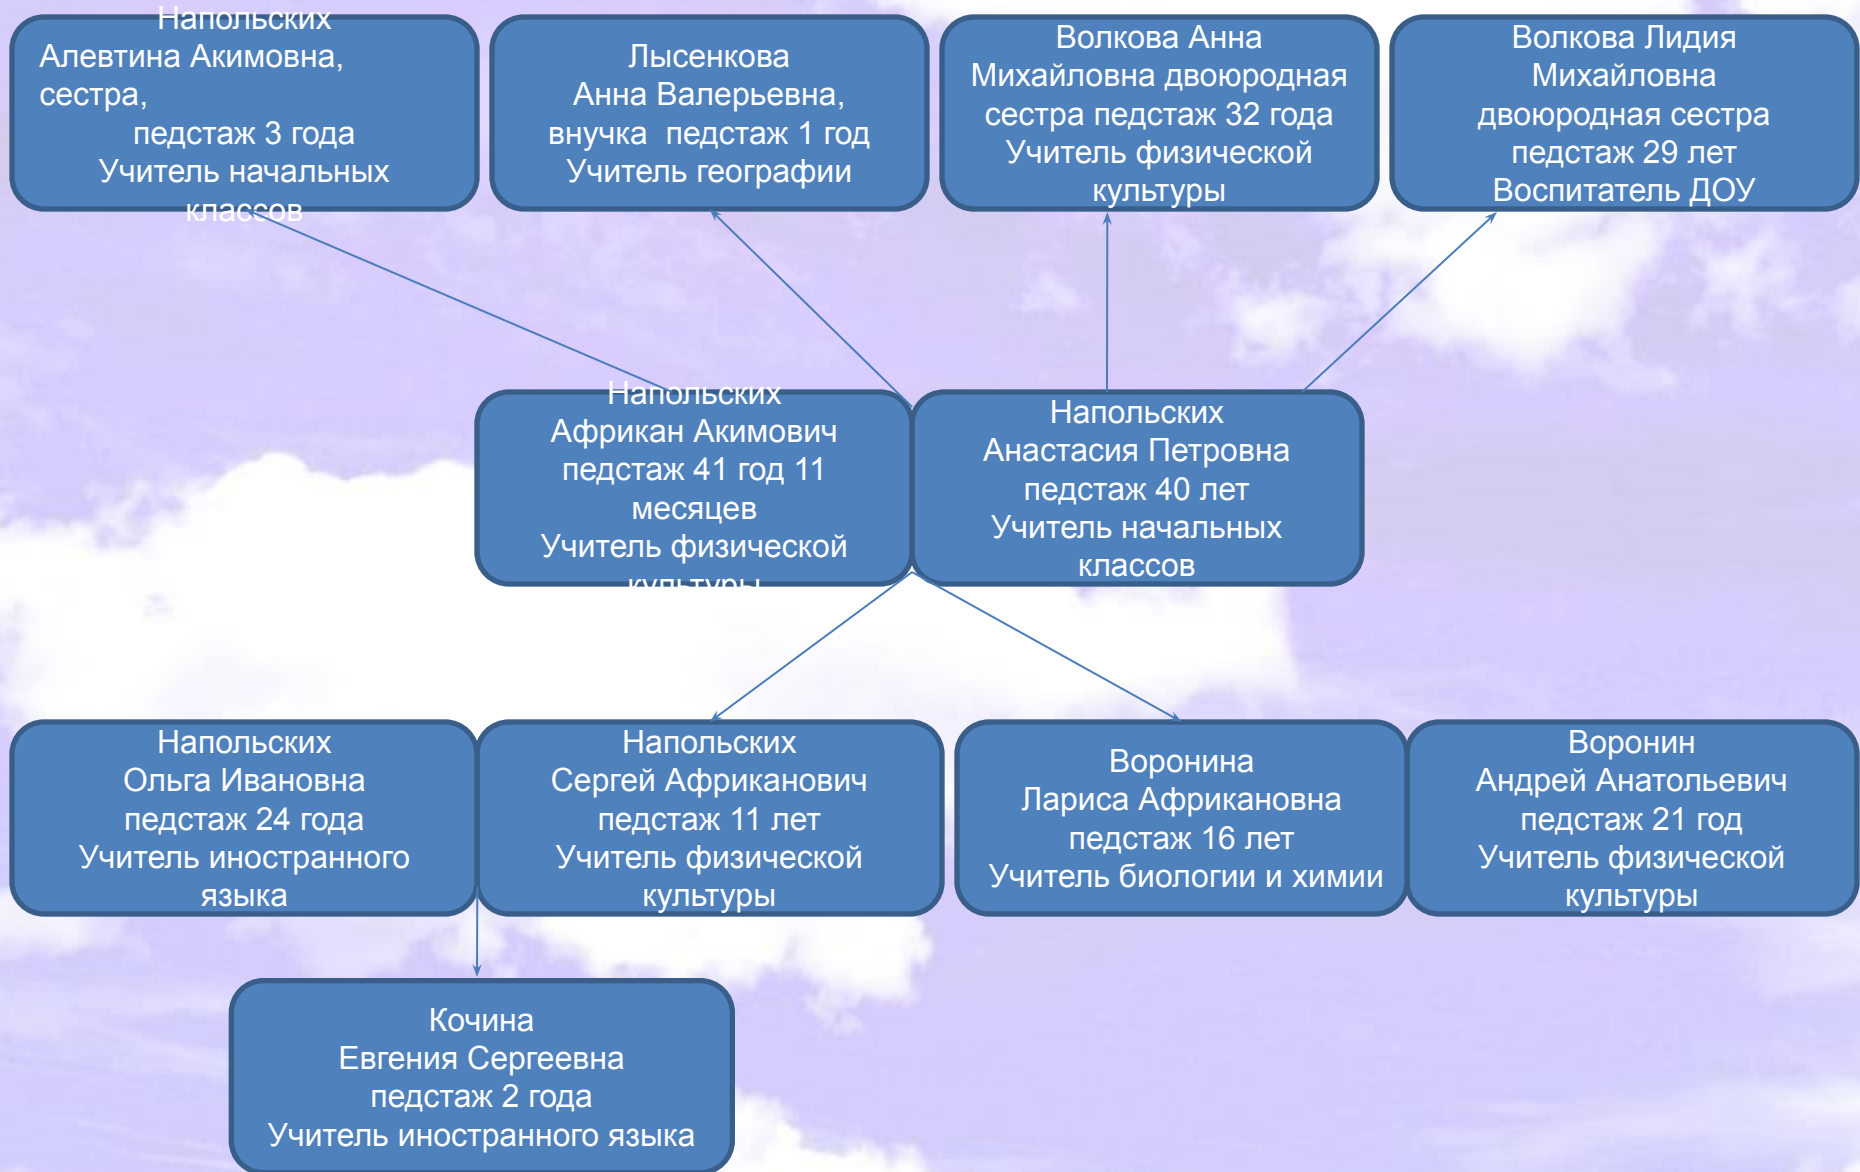 Напольских
Алевтина Акимовна,
сестра,
педстаж 3 года
Учитель начальных
классов
Лысенкова
Анна Валерьевна,
внучка  педстаж 1 год
Учитель географии
Волкова Анна
Михайловна двоюродная
сестра педстаж 32 года
Учитель физической
культуры
Волкова Лидия
Михайловна
двоюродная сестра
педстаж 29 лет
Воспитатель ДОУ
Напольских
Африкан Акимович
педстаж 41 год 11
месяцев
Учитель физической
культуры
Напольских
Анастасия Петровна
педстаж 40 лет
Учитель начальных
классов
Напольских
Ольга Ивановна
педстаж 24 года
Учитель иностранного
языка
Напольских
Сергей Африканович
педстаж 11 лет
Учитель физической
культуры
Воронина
Лариса Африкановна
педстаж 16 лет
Учитель биологии и химии
Воронин
Андрей Анатольевич
педстаж 21 год
Учитель физической
культуры
Кочина
Евгения Сергеевна
педстаж 2 года
Учитель иностранного языка